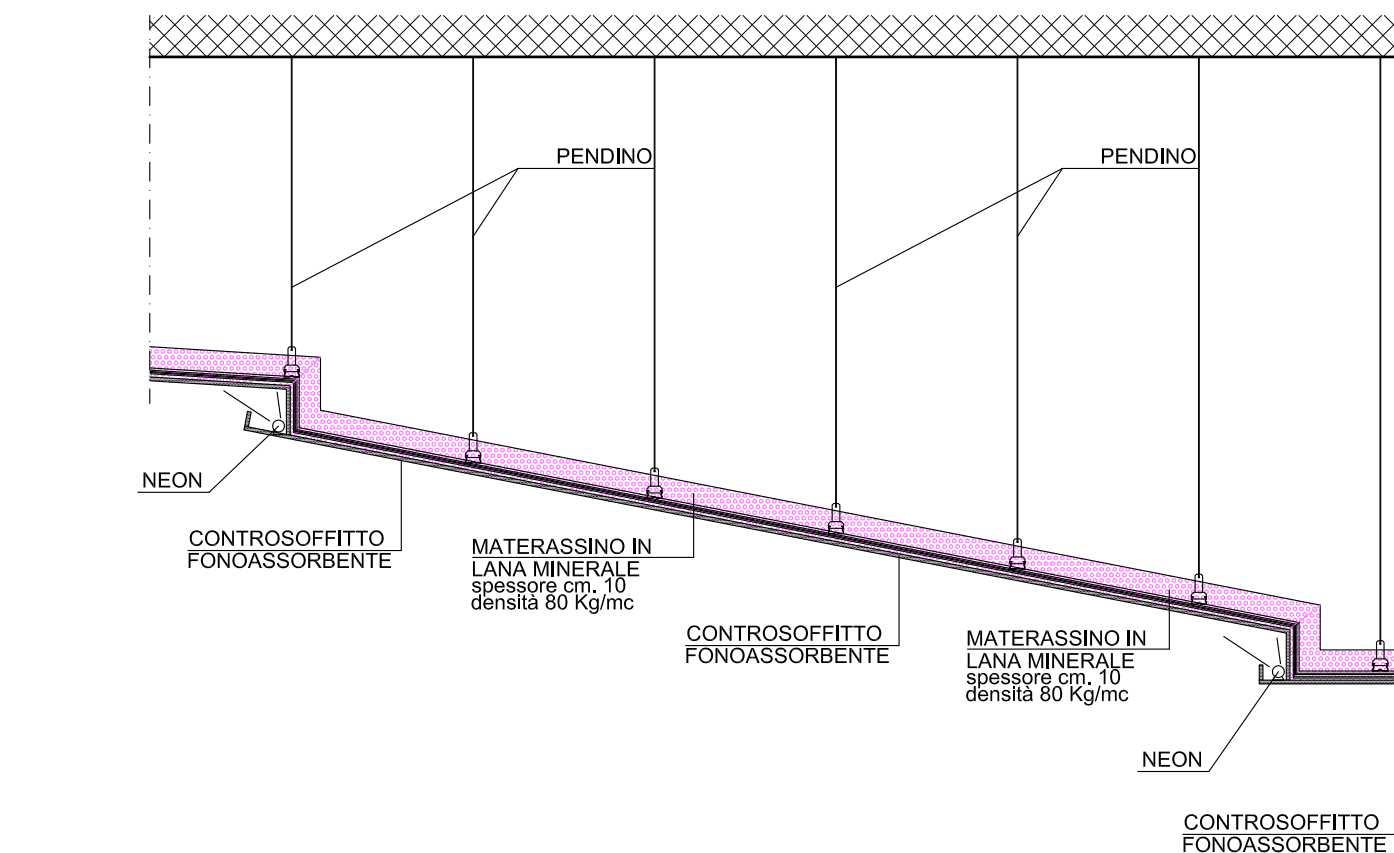 PENDINO
PENDINO
NEON
CONTROSOFFITTO
FONOASSORBENTE
MATERASSINO IN
LANA MINERALE
spessore cm. 10
densità 80 Kg/mc
CONTROSOFFITTO
FONOASSORBENTE
MATERASSINO IN
LANA MINERALE
spessore cm. 10
densità 80 Kg/mc
NEON
CONTROSOFFITTO
FONOASSORBENTE